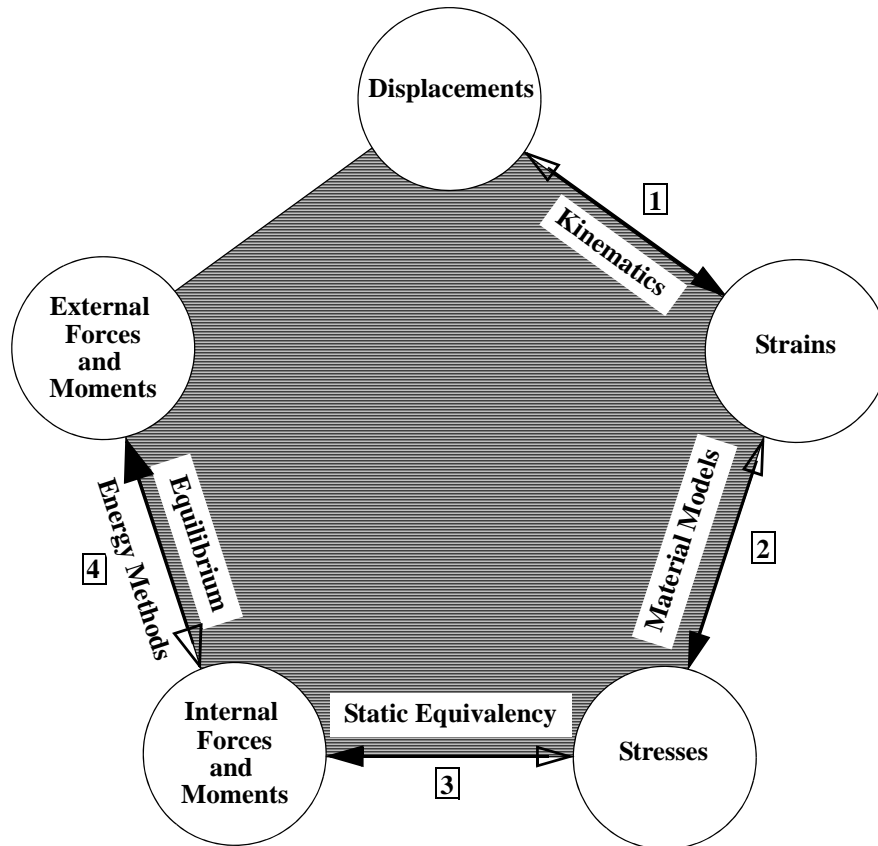 Displacements
1
Kinematics
External
Forces
and
Moments
Strains
Material Models
2
Equilibrium
Energy Methods
4
Internal
Forces
and
Moments
Static Equivalency
3
Stresses